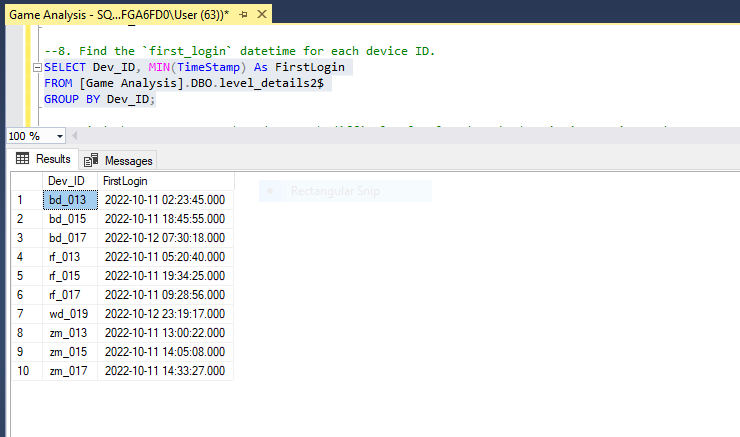 Game Analysis - SQ...FGA6FD0\User (63))*
--8. Find the `first_login` datetime for each device ID.
SELECT Dev_ID, MIN(TimeStamp) As FirstLogin
FROM [Game Analysis].DBO.level_details2$
GROUP BY Dev_ID;
100 %
Results Messages
Dev_ID FirstLogin
1 bd_013 2022-10-11 02:23:45.000
2 bd_015 2022-10-11 18:45:55.000
3 bd_017 2022-10-12 07:30:18.000
4 rf_013 2022-10-11 05:20:40.000
5 rf_015 2022-10-11 19:34:25.000
6 rf_017 2022-10-11 09:28:56.000
7 wd_019 2022-10-12 23:19:17.000
8 zm_013 2022-10-11 13:00:22.000
9 zm_015 2022-10-11 14:05:08.000
10 zm_017 2022-10-11 14:33:27.000
Rectangular Snip